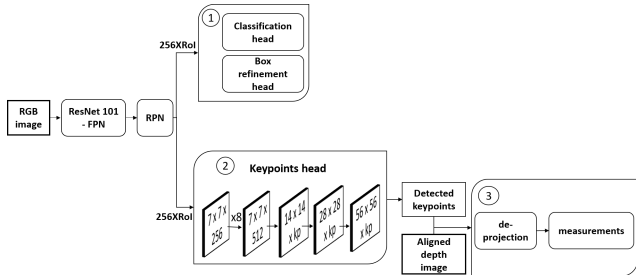 1
Classification
head
Box
refinement
head
256XRoI
RGB
image
ResNet 101
- FPN
RPN
256XRoI
2
Keypoints head
7 x 7 x
256
x8
7 x 7 x
512
14 x 14
x kp
28 x 28
x kp
56 x 56
x kp
Detected
keypoints
Aligned
depth
image
3
de-
projection
measurements